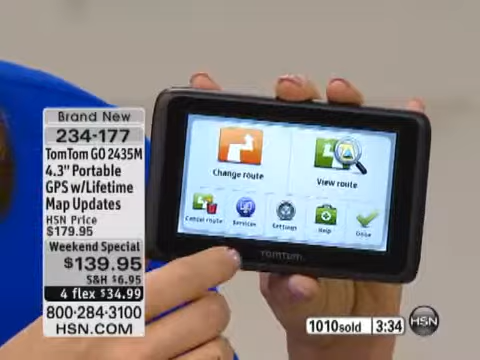 Brand New
234-177
TomTom GO 2435M
4.3" Portable
GPS w/Lifetime
Map Updates
HSN Price
$179.95
Weekend Special
$139.95
S&H $6.95
4 flex $34.99
800·284·3100
HSN.COM
Change route
View route
Cancel route
Services
Settings
Help
Done
TOMTOM
1010sold
3:34
HSN